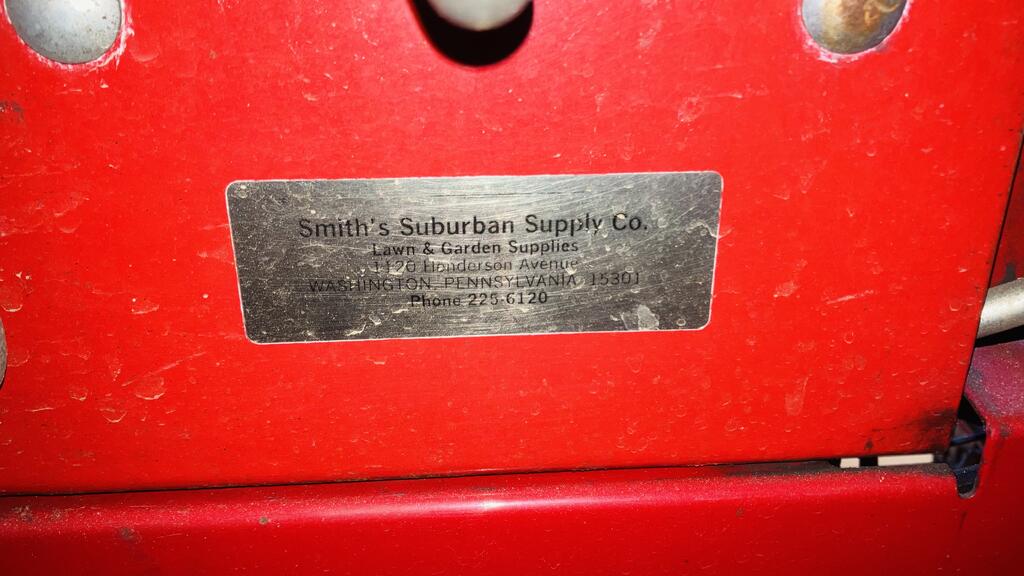 Smith's Suburban Supply Co.
Lawn & Garden Supplies
1120 Henderson Avenue
WASHINGTON, PENNSYLVANIA 15301
Phone 225-6120